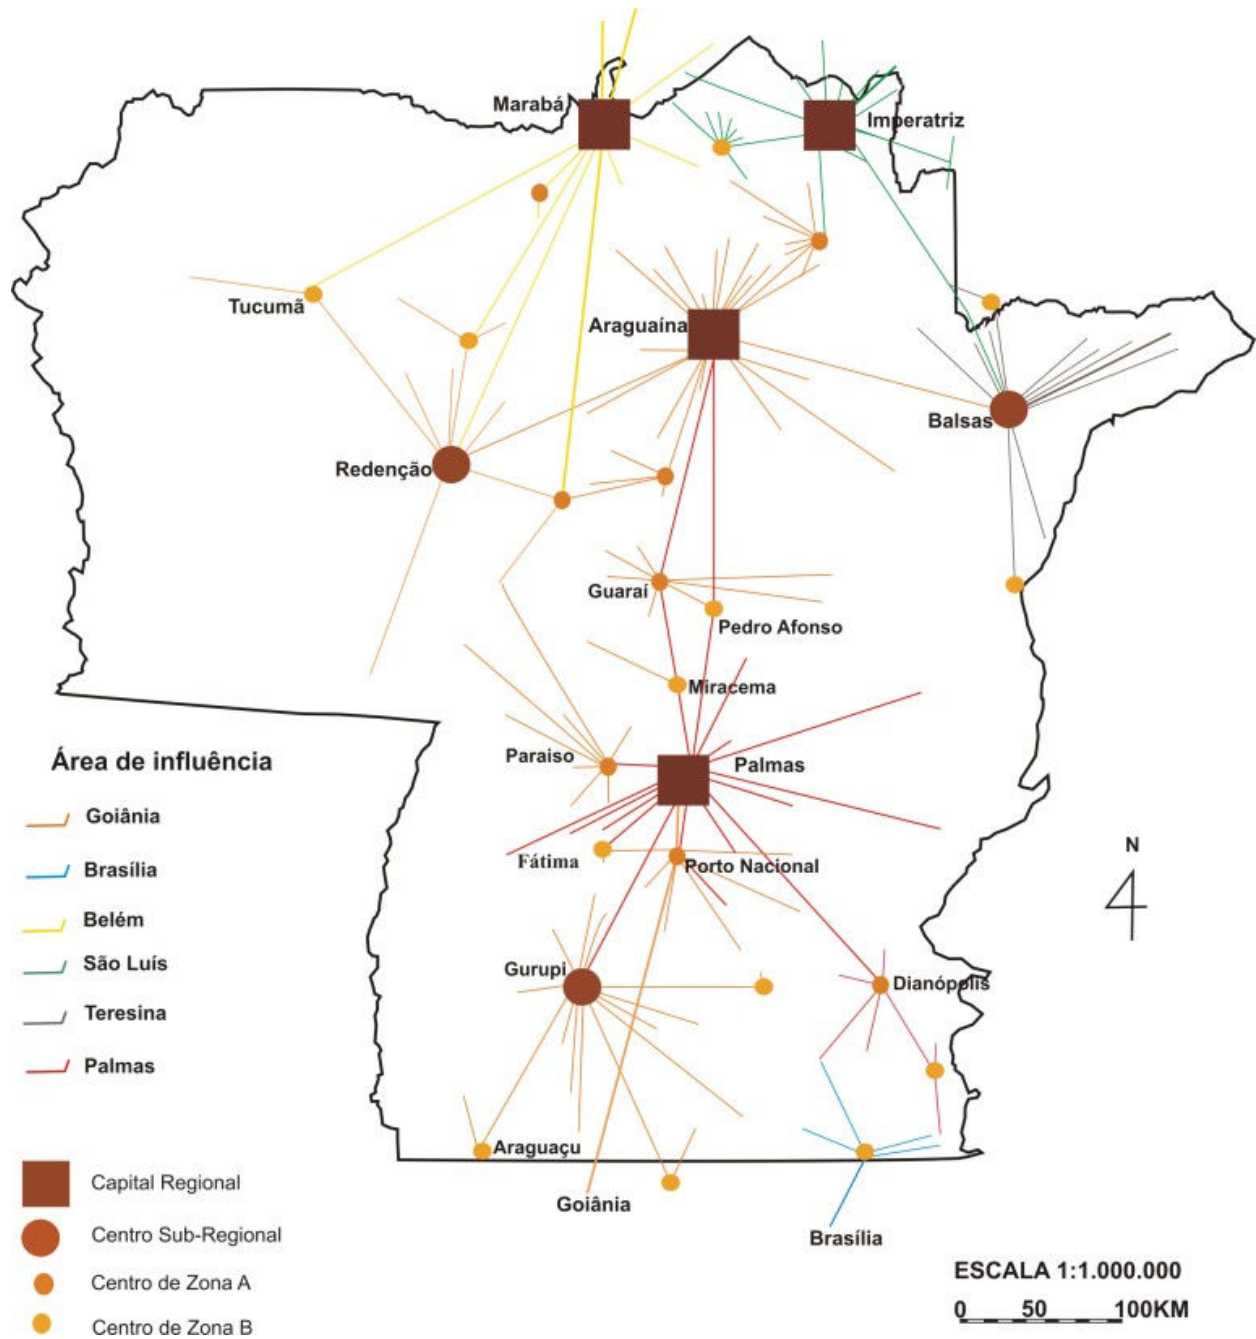 Marabá
Imperatriz
Tucumã
Araguaína
Balsas
Redenção
Guaraí
Pedro Afonso
Miracema
Área de influência
Paraiso
Palmas
Goiânia
N
Fátima
Porto Nacional
Brasília
Belém
São Luís
Gurupi
Dianópolis
Teresina
Palmas
Araguaçu
Capital Regional
Goiânia
Centro Sub-Regional
Brasília
ESCALA 1:1.000.000
Centro de Zona A
0 50 100KM
Centro de Zona B